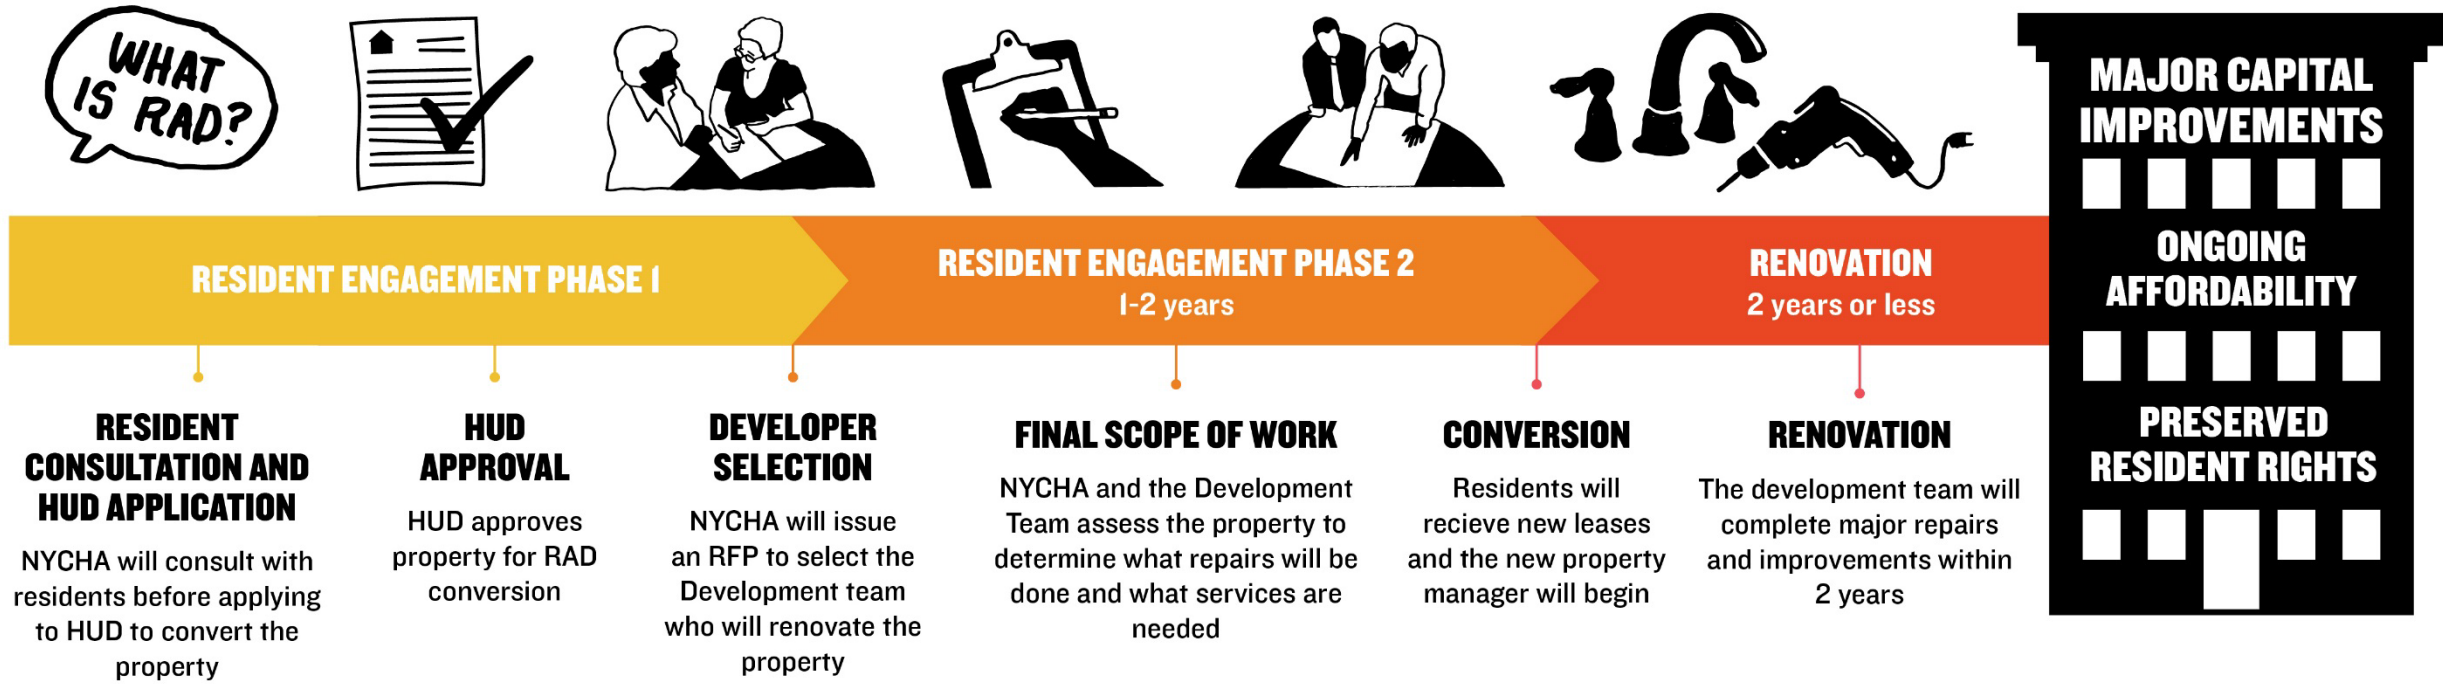 WHAT
IS RAD?
RESIDENT ENGAGEMENT PHASE 1
RESIDENT ENGAGEMENT PHASE 2
1-2 years
RENOVATION
2 years or less
RESIDENT
CONSULTATION AND
HUD APPLICATION
NYCHA will consult with
residents before applying
to HUD to convert the
property
HUD
APPROVAL
HUD approves
property for RAD
conversion
DEVELOPER
SELECTION
NYCHA will issue
an RFP to select the
Development team
who will renovate the
property
FINAL SCOPE OF WORK
NYCHA and the Development
Team assess the property to
determine what repairs will be
done and what services are
needed
CONVERSION
Residents will
recieve new leases
and the new property
manager will begin
RENOVATION
The development team will
complete major repairs
and improvements within
2 years
MAJOR CAPITAL
IMPROVEMENTS
ONGOING
AFFORDABILITY
PRESERVED
RESIDENT RIGHTS